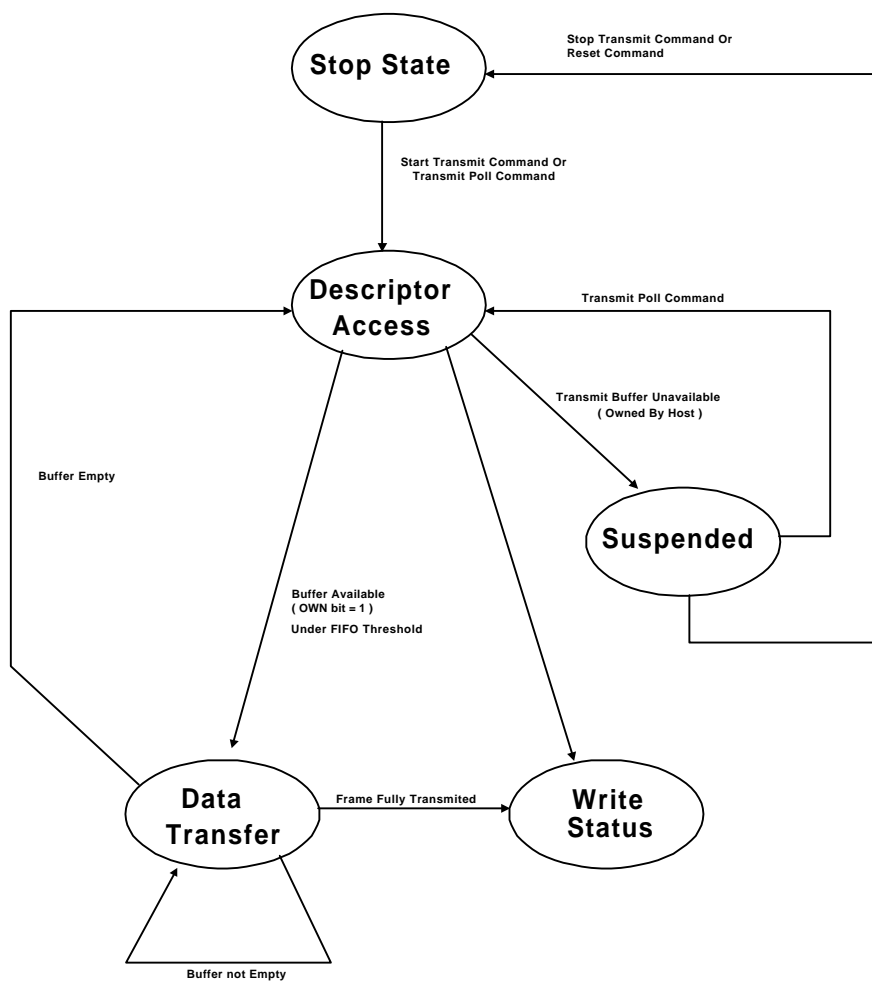 Stop Transmit Command Or
Reset Command
Stop State
Start Transmit Command Or
Transmit Poll Command
Descriptor
Access
Transmit Poll Command
Transmit Buffer Unavailable
( Owned By Host )
Buffer Empty
Suspended
Buffer Available
( OWN bit = 1 )
Under FIFO Threshold
Data
Transfer
Frame Fully Transmited
Write
Status
Buffer not Empty